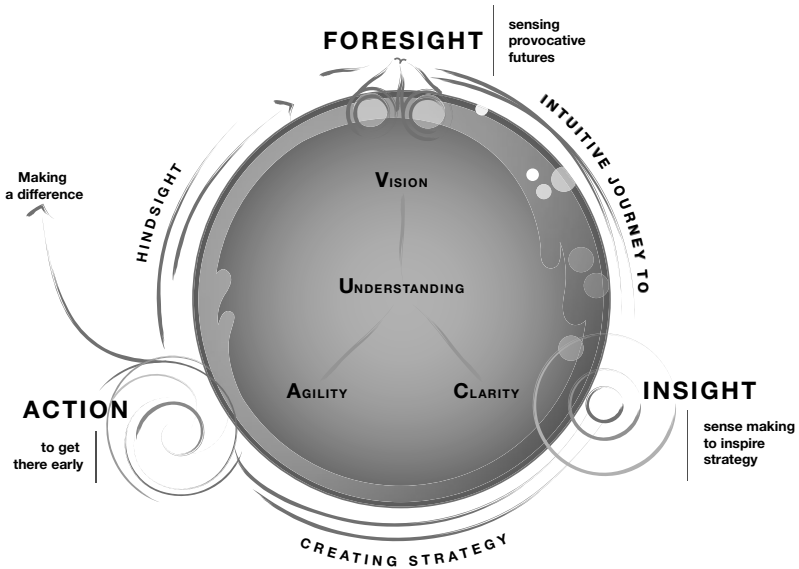 FORESIGHT
sensing
provocative
futures
INTUITIVE JOURNEY TO
HINDSIGHT
Making
a difference
VISION
UNDERSTANDING
AGILITY
CLARITY
ACTION
to get
there early
INSIGHT
sense making
to inspire
strategy
CREATING STRATEGY